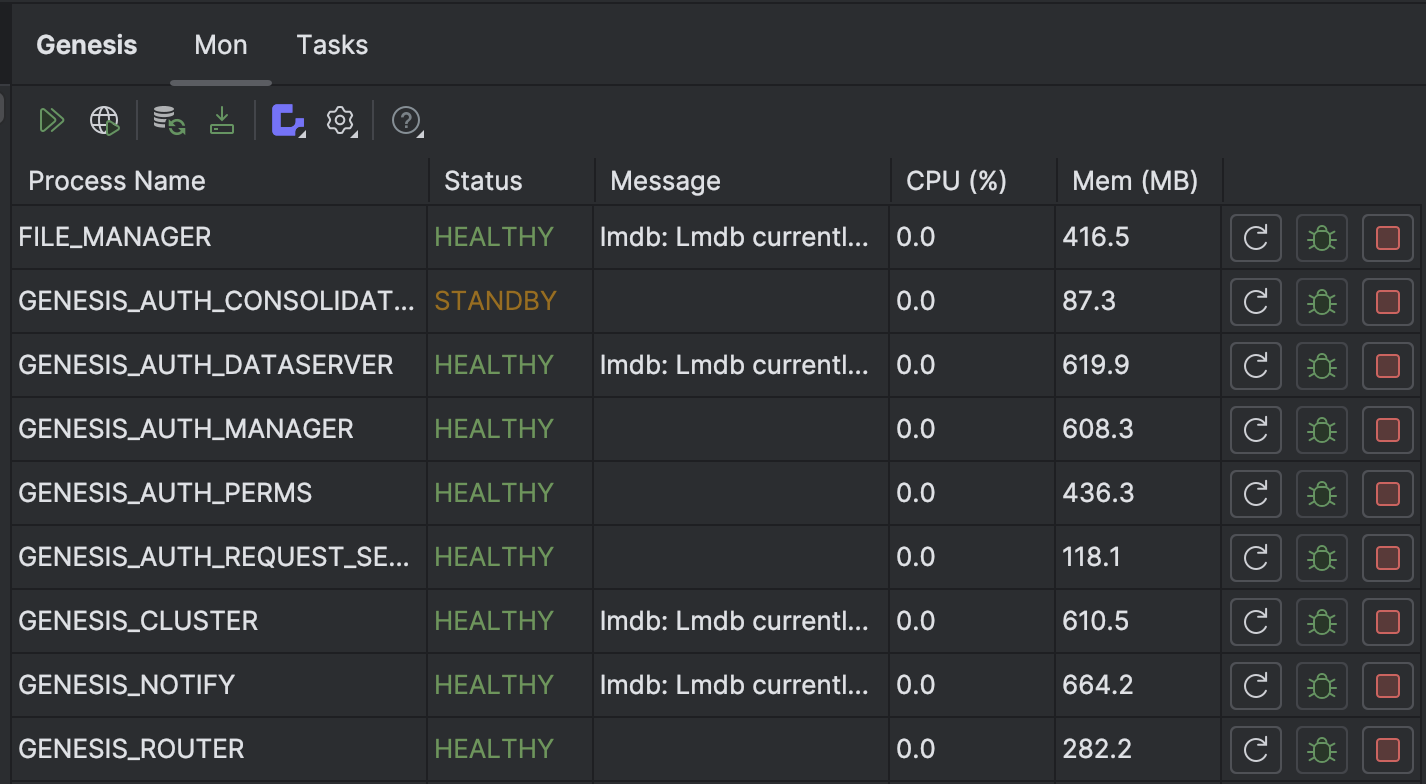 Genesis Mon Tasks
Process Name Status Message CPU (%) Mem (MB)
FILE_MANAGER HEALTHY lmdb: Lmdb currentl... 0.0 416.5
GENESIS_AUTH_CONSOLIDAT... STANDBY 0.0 87.3
GENESIS_AUTH_DATASERVER HEALTHY lmdb: Lmdb currentl... 0.0 619.9
GENESIS_AUTH_MANAGER HEALTHY 0.0 608.3
GENESIS_AUTH_PERMS HEALTHY 0.0 436.3
GENESIS_AUTH_REQUEST_SE... HEALTHY 0.0 118.1
GENESIS_CLUSTER HEALTHY lmdb: Lmdb currentl... 0.0 610.5
GENESIS_NOTIFY HEALTHY lmdb: Lmdb currentl... 0.0 664.2
GENESIS_ROUTER HEALTHY 0.0 282.2